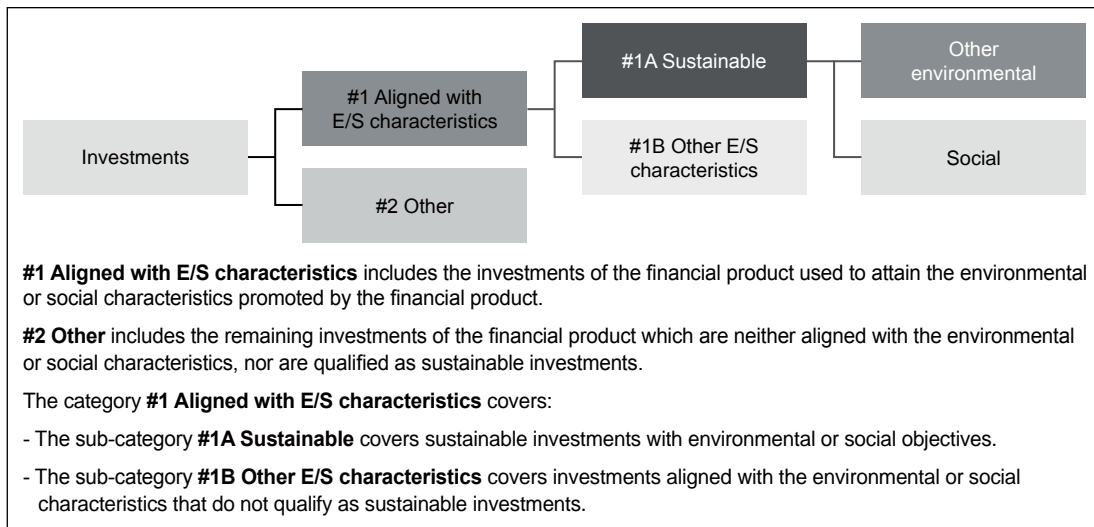 Investments
#1 Aligned with
E/S characteristics
#2 Other
#1A Sustainable
#1B Other E/S
characteristics
Other
environmental
Social
#1 Aligned with E/S characteristics includes the investments of the financial product used to attain the environmental
or social characteristics promoted by the financial product.
#2 Other includes the remaining investments of the financial product which are neither aligned with the environmental
or social characteristics, nor are qualified as sustainable investments.
The category #1 Aligned with E/S characteristics covers:
- The sub-category #1A Sustainable covers sustainable investments with environmental or social objectives.
- The sub-category #1B Other E/S characteristics covers investments aligned with the environmental or social
characteristics that do not qualify as sustainable investments.